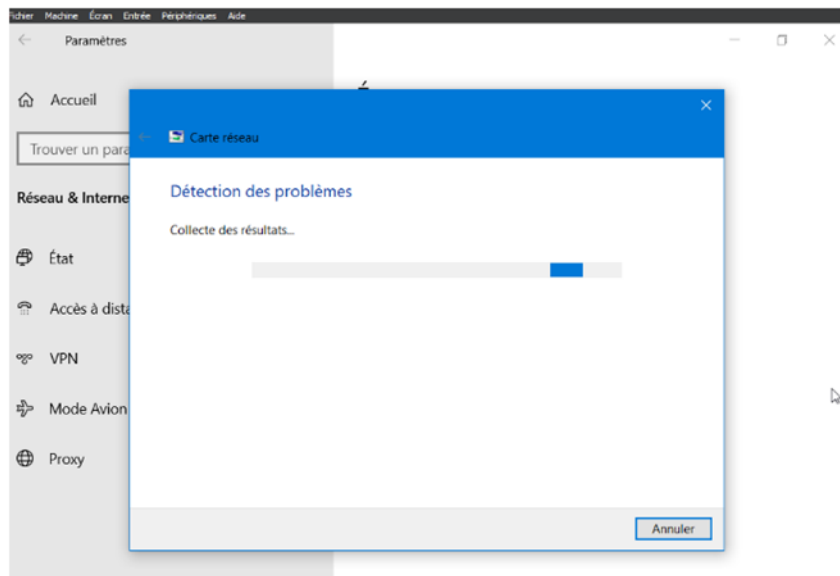 Fichier Machine Écran Entrée Périphériques Aide
Paramètres
Accueil
Trouver un para
Réseau & Interne
État
Accès à dista
VPN
Mode Avion
Proxy
Carte réseau
Détection des problèmes
Collecte des résultats...
Annuler